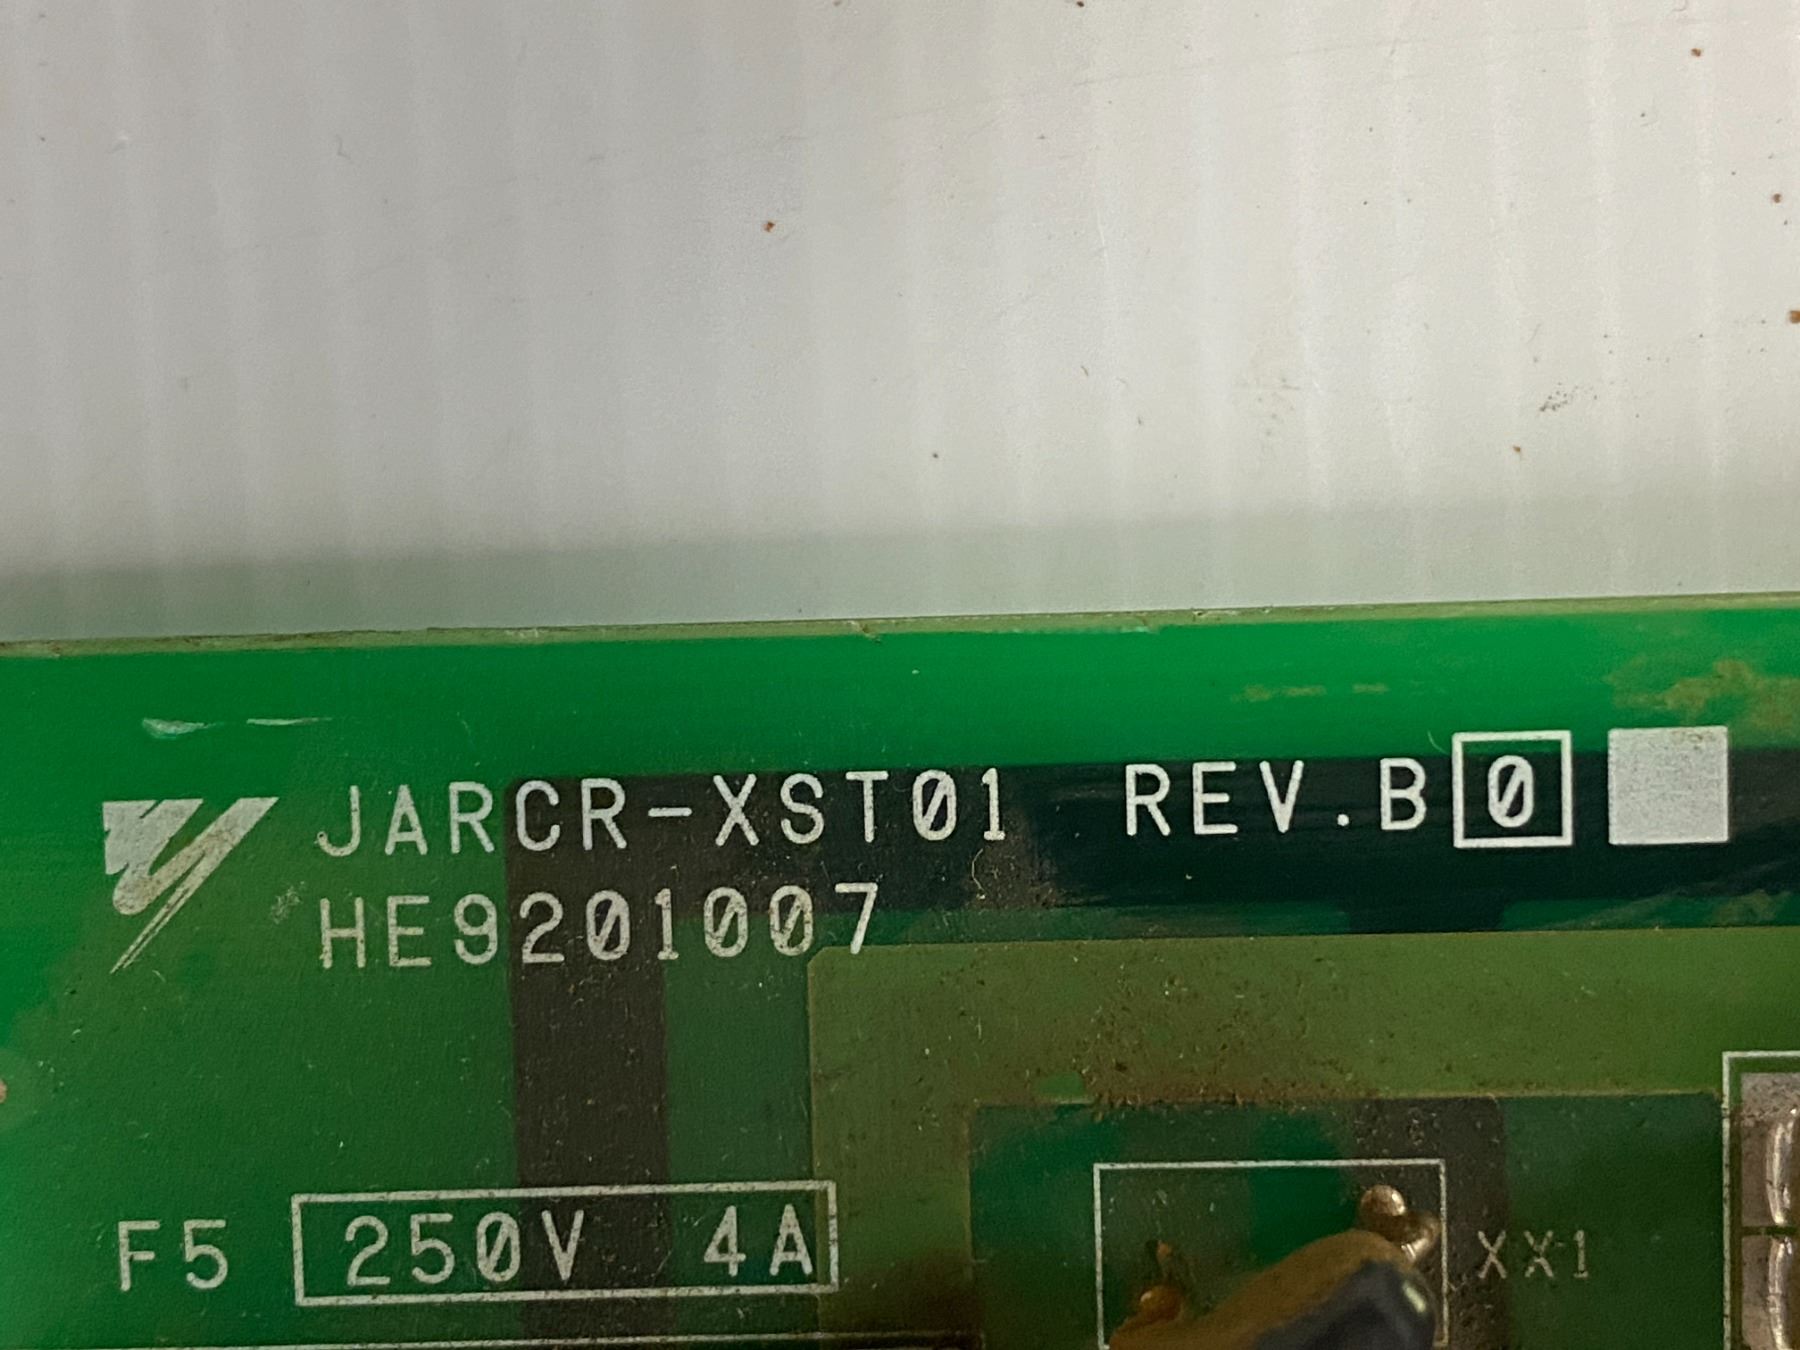 JARCR-XST01 REV.B0
HE9201007
F5 250V 4A
XX1